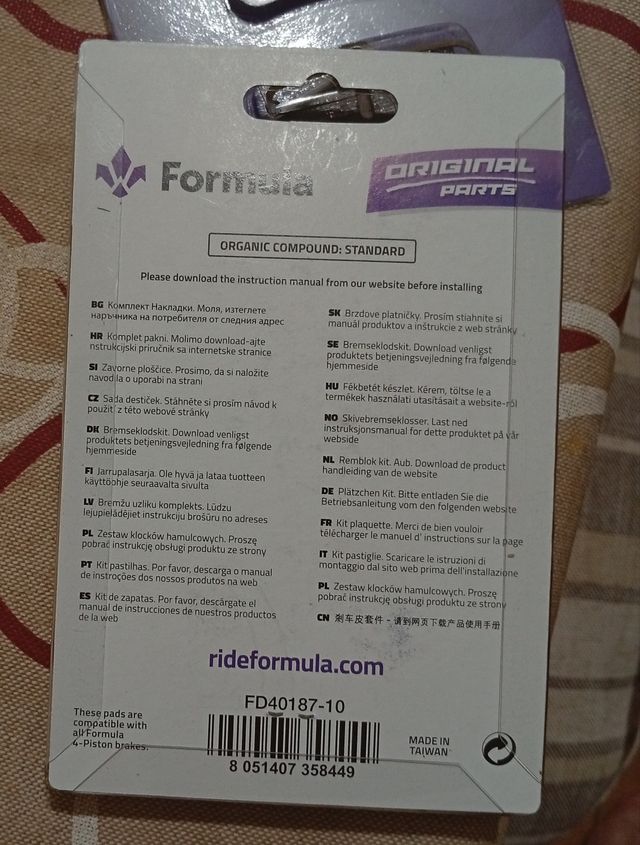 Formula
ORIGINAL
PARTS
ORGANIC COMPOUND: STANDARD
Please download the instruction manual from our website before installing
BG Комплект Накладки. Моля, изтеглете
наръчника на потребителя от следния адрес
HR Komplet pakni. Molimo download-ajte
nstrukcijski priručnik sa internetske stranice
SI Zavorne ploščice. Prosimo, da si naložite
navodila o uporabi na strani
CZ Sada destiček. Stáhněte si prosím návod k
použití z této webové stránky
DK Bremseklodskit. Download venligst
produktets betjeningsvejledning fra følgende
hjemmeside
FI Jarrupalasarja. Ole hyvä ja lataa tuotteen
käyttöohje seuraavalta sivulta
LV Bremžu uzliku komplekts. Lūdzu
lejupielādējiet instrukciju brošūru no adreses
PL Zestaw klocków hamulcowych. Proszę
pobrać instrukcję obsługi produktu ze strony
PT Kit pastilhas. Por favor, descarga o manual
de instroções dos nossos produtos na web
ES Kit de zapatas. Por favor, descárgate el
manual de instrucciones de nuestros productos
de la web
SK Brzdove platničky. Prosím stiahnite si
manuál produktov a inštrukcie z web stránky
SE Bremseklodskit. Download venligst
produktets betjeningsvejledning fra følgende
hjemmeside
HU Fékbetét készlet. Kérem, töltse le a
termékek használati utasításait a website-ról
NO Skivebremseklosser. Last ned
instruksjonsmanual for dette produktet på vår
webside
NL Remblok kit. Aub. Download de product
handleiding van de website
DE Plätzchen Kit. Bitte entladen Sie die
Betriebsanleitung vom den folgenden website
FR Kit plaquette. Merci de bien vouloir
télécharger le manuel d' instructions sur la page
IT Kit pastiglie. Scaricare le istruzioni di
montaggio dal sito web prima dell'installazione
PL Zestaw klocków hamulcowych. Proszę
pobrać instrukcję obsługi produktu ze strony
CN 刹车皮套件 - 请到网页下载产品使用手册
rideformula.com
These pads are
compatible with
all Formula
4-Piston brakes.
FD40187-10
8 051407 358449
MADE IN
TAIWAN